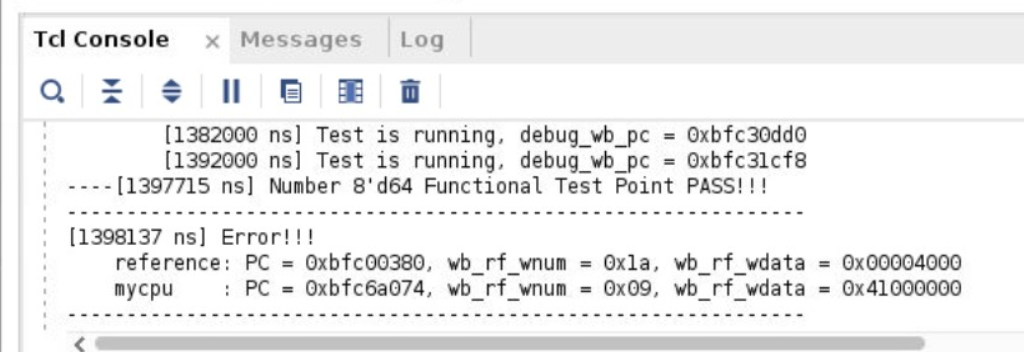 Tcl Console × Messages Log
[1382000 ns] Test is running, debug_wb_pc = 0xbfc30dd0
[1392000 ns] Test is running, debug_wb_pc = 0xbfc31cf8
----[1397715 ns] Number 8'd64 Functional Test Point PASS!!!
--------------------------------------------------------------
[1398137 ns] Error!!!
reference: PC = 0xbfc00380, wb_rf_wnum = 0x1a, wb_rf_wdata = 0x00004000
mycpu    : PC = 0xbfc6a074, wb_rf_wnum = 0x09, wb_rf_wdata = 0x41000000
--------------------------------------------------------------